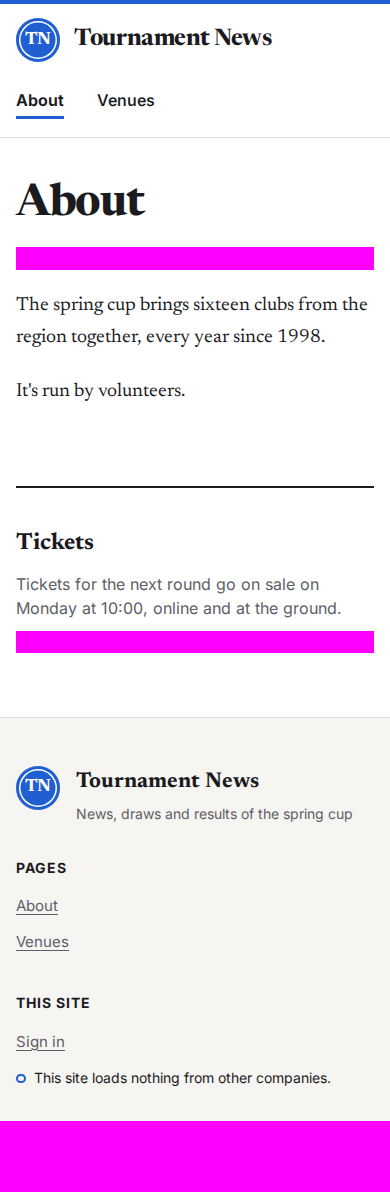 TN
Tournament News
About
Venues
About
The spring cup brings sixteen clubs from the
region together, every year since 1998.
It's run by volunteers.
Tickets
Tickets for the next round go on sale on
Monday at 10:00, online and at the ground.
TN
Tournament News
News, draws and results of the spring cup
PAGES
About
Venues
THIS SITE
Sign in
This site loads nothing from other companies.